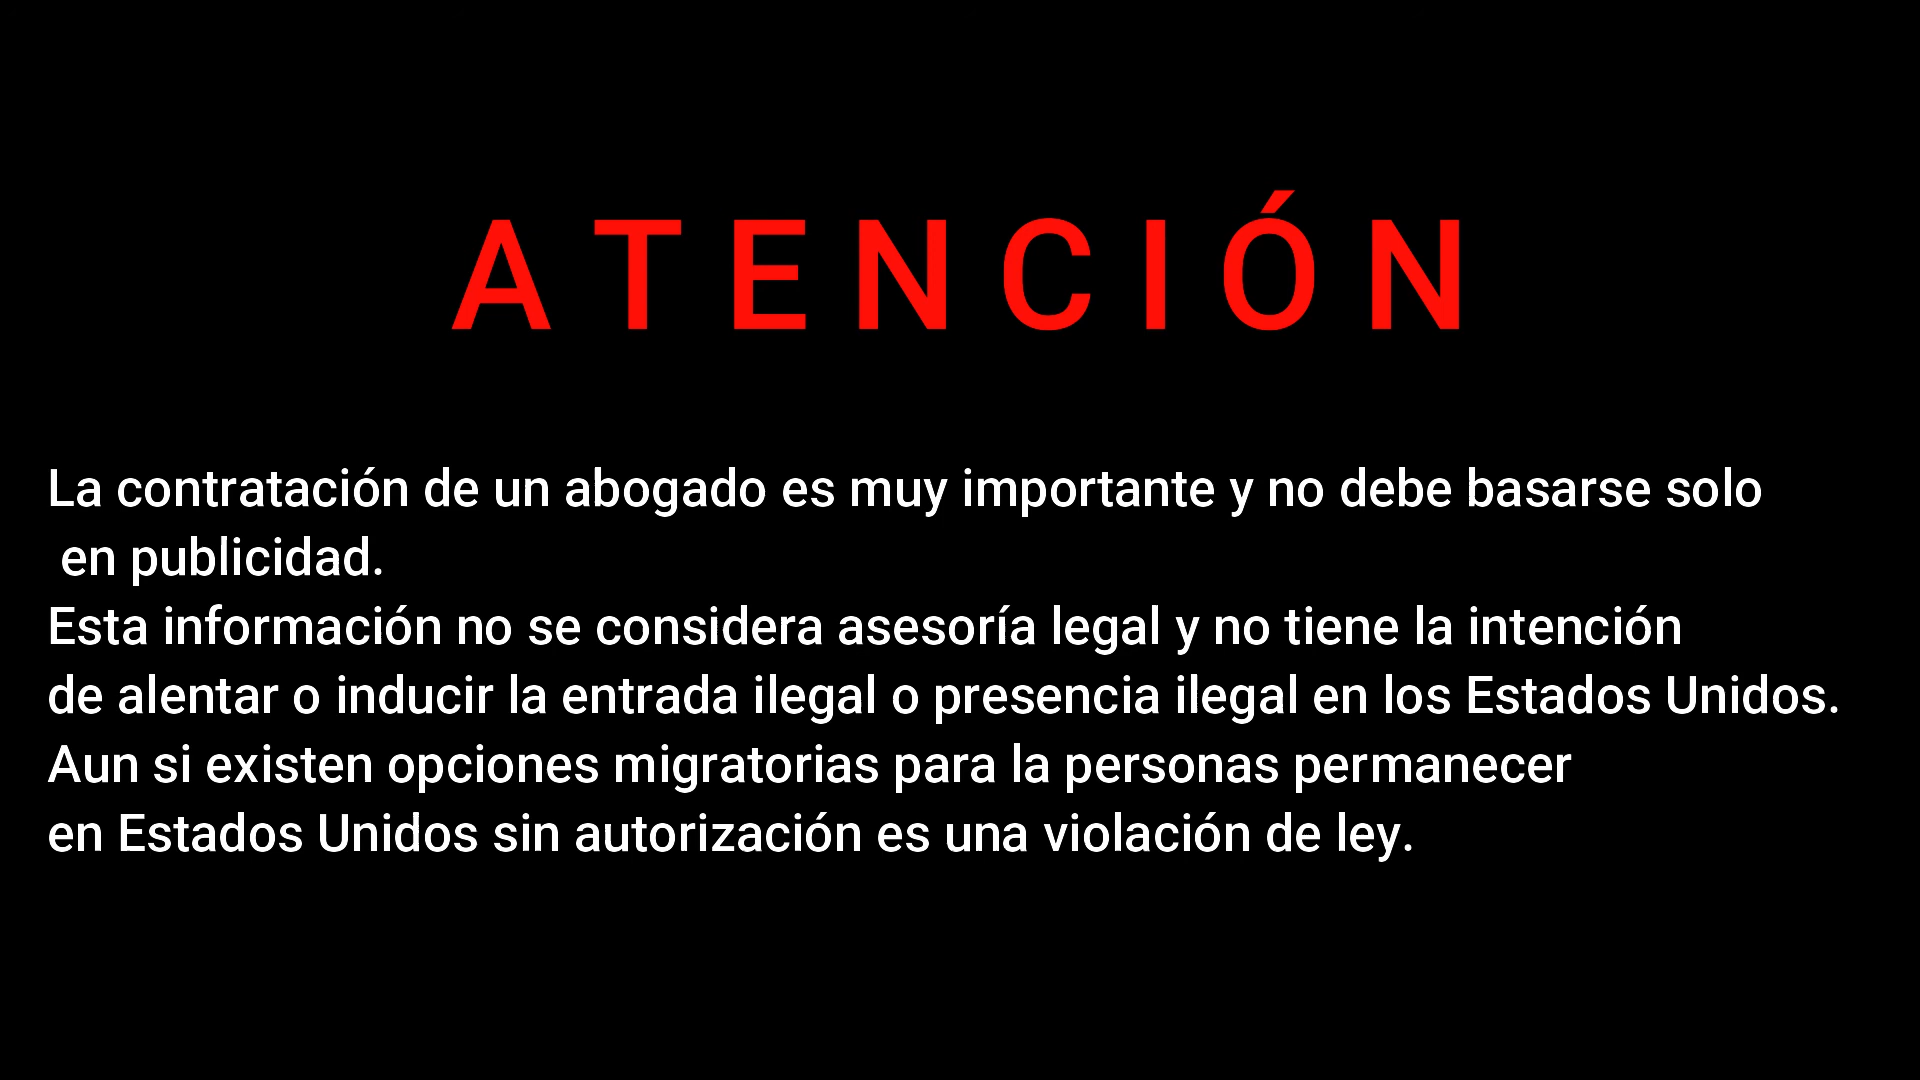 ATENCIÓN
La contratación de un abogado es muy importante y no debe basarse solo
en publicidad.
Esta información no se considera asesoría legal y no tiene la intención
de alentar o inducir la entrada ilegal o presencia ilegal en los Estados Unidos.
Aun si existen opciones migratorias para la personas permanecer
en Estados Unidos sin autorización es una violación de ley.